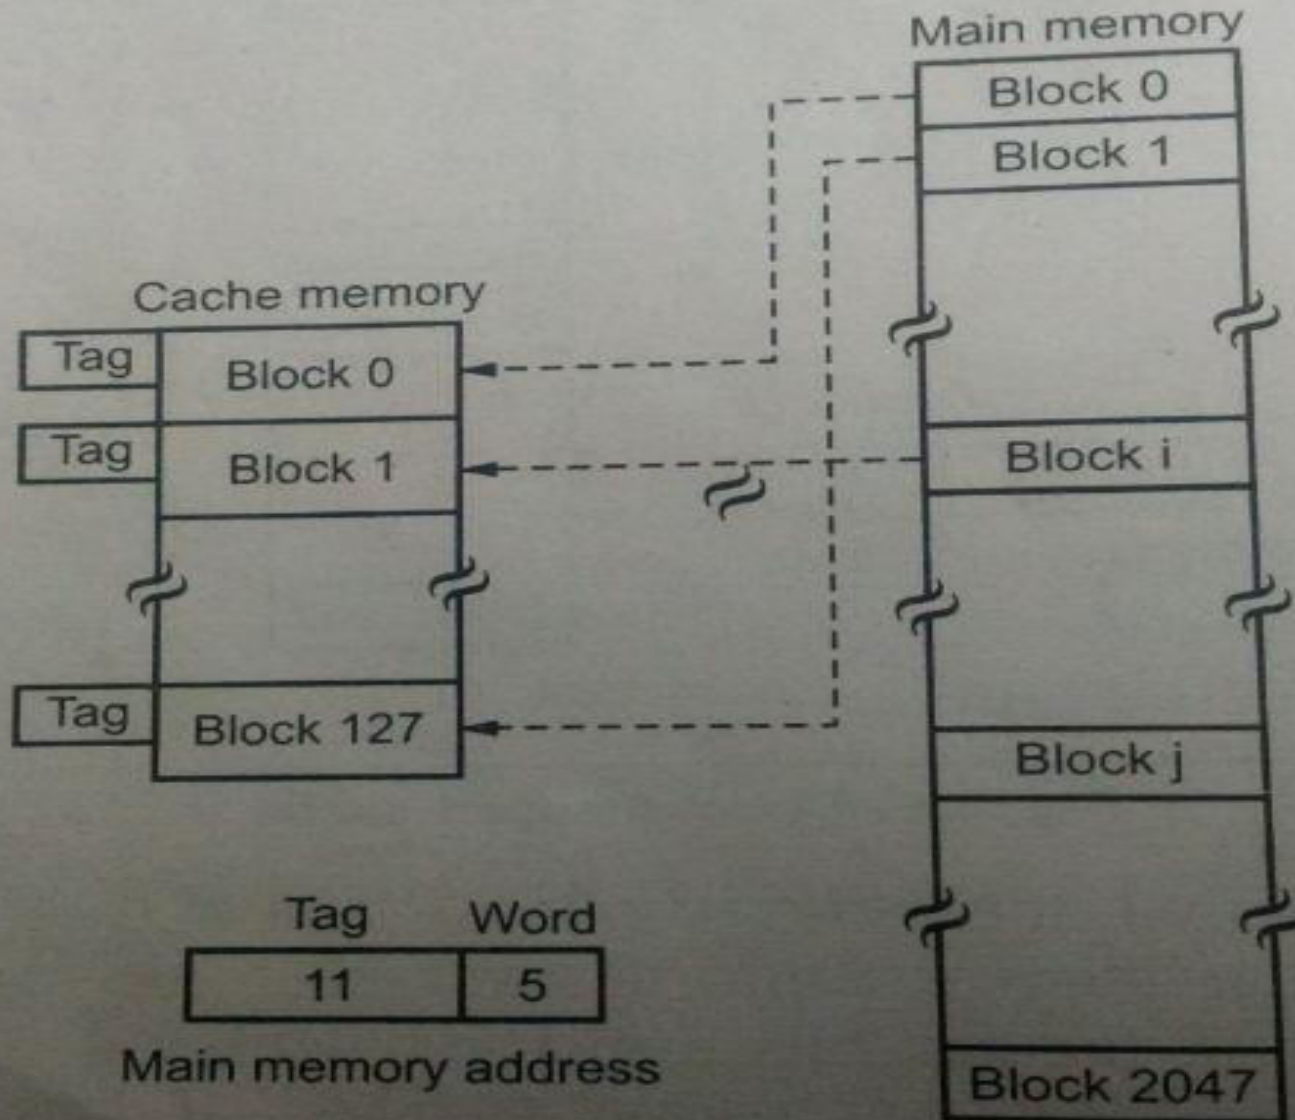 Main memory
Block 0
Block 1
Cache memory
Tag
Block 0
Tag
Block 1
Block i
Tag
Block 127
Block j
Tag Word
11 5
Main memory address
Block 2047